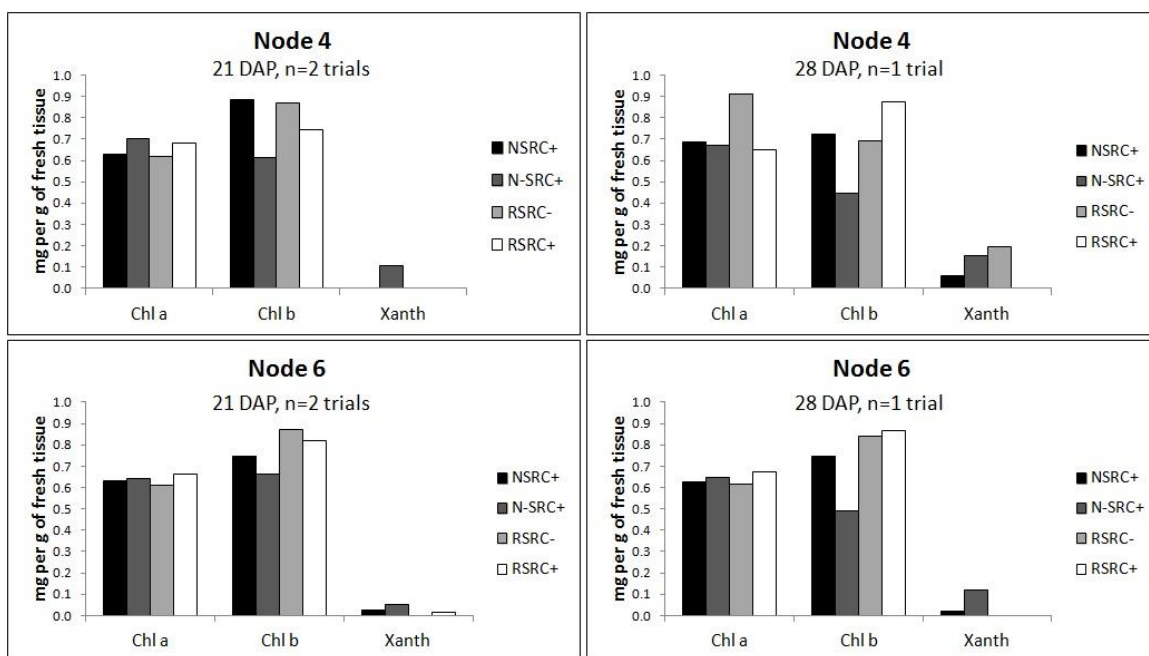 Node 4
21 DAP, n=2 trials
mg per g of fresh tissue
1.0
0.9
0.8
0.7
0.6
0.5
0.4
0.3
0.2
0.1
0.0
Chl a Chl b Xanth
NSRC+
N-SRC+
RSRC-
RSRC+
Node 4
28 DAP, n=1 trial
mg per g of fresh tissue
1.0
0.9
0.8
0.7
0.6
0.5
0.4
0.3
0.2
0.1
0.0
Chl a Chl b Xanth
NSRC+
N-SRC+
RSRC-
RSRC+
Node 6
21 DAP, n=2 trials
mg per g of fresh tissue
1.0
0.9
0.8
0.7
0.6
0.5
0.4
0.3
0.2
0.1
0.0
Chl a Chl b Xanth
NSRC+
N-SRC+
RSRC-
RSRC+
Node 6
28 DAP, n=1 trial
mg per g of fresh tissue
1.0
0.9
0.8
0.7
0.6
0.5
0.4
0.3
0.2
0.1
0.0
Chl a Chl b Xanth
NSRC+
N-SRC+
RSRC-
RSRC+